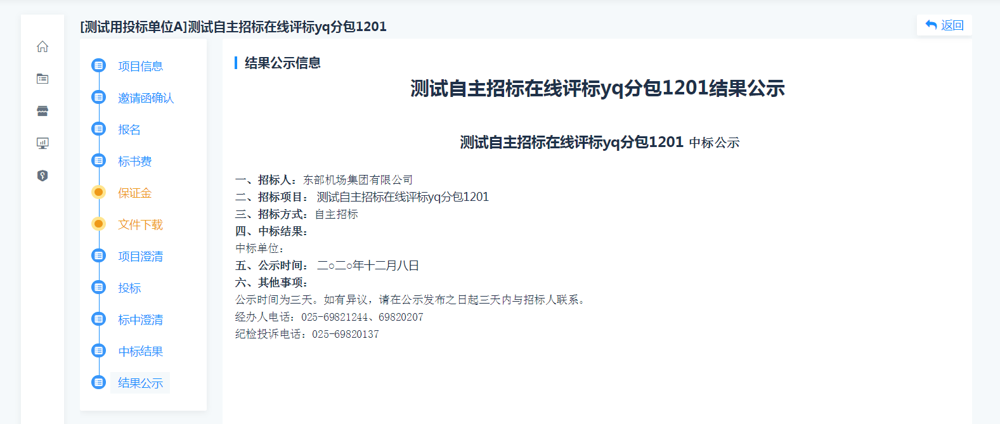 [测试用投标单位A]测试自主招标在线评标yq分包1201
返回
项目信息
邀请函确认
报名
标书费
保证金
文件下载
项目澄清
投标
标中澄清
中标结果
结果公示
结果公示信息
测试自主招标在线评标yq分包1201结果公示
测试自主招标在线评标yq分包1201 中标公示
一、招标人：东部机场集团有限公司
二、招标项目： 测试自主招标在线评标yq分包1201
三、招标方式：自主招标
四、中标结果：
中标单位：
五、公示时间： 二○二○年十二月八日
六、其他事项：
公示时间为三天。如有异议，请在公示发布之日起三天内与招标人联系。
经办人电话：025-69821244、69820207
纪检投诉电话：025-69820137